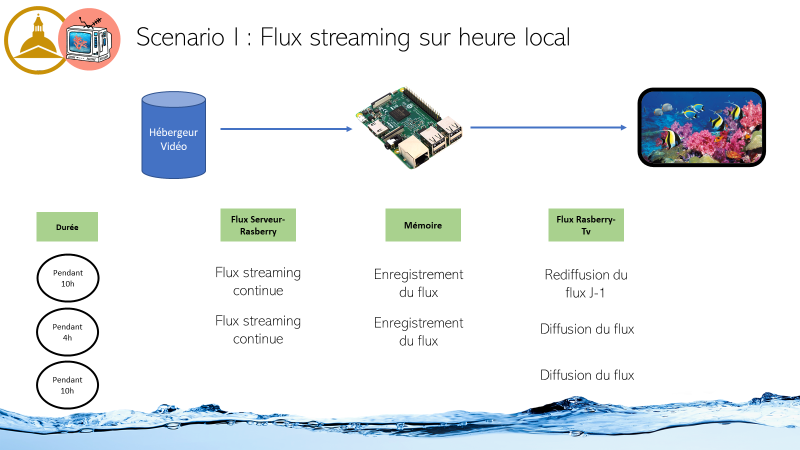 Scenario I : Flux streaming sur heure local
Hébergeur
Vidéo
Durée
Flux Serveur-
Rasberry
Mémoire
Flux Rasberry-
Tv
Pendant
10h
Flux streaming
continue
Enregistrement
du flux
Rediffusion du
flux J-1
Pendant
4h
Flux streaming
continue
Enregistrement
du flux
Diffusion du flux
Pendant
10h
Diffusion du flux